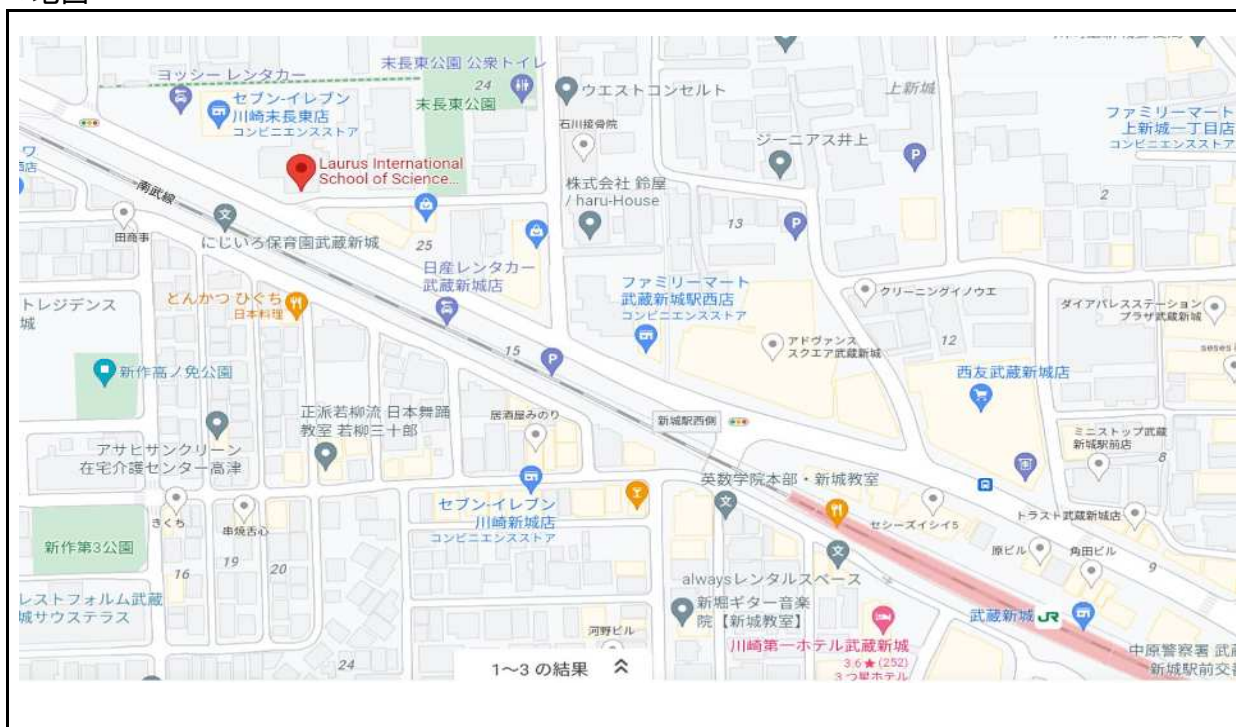 ヨッシー レンタカー
末長東公園 公衆トイレ
24
末長東公園
セブン-イレブン
川崎末長東店
コンビニエンスストア
ウエストコンセルト
石川接骨院
上新城
ファミリーマート
上新城一丁目店
コンビニエンスストア
ジーニアス井上
P
Laurus International
School of Science...
株式会社 鈴屋
/ haru-House
2
南武線
文
田商事
にじいろ保育園武蔵新城
25
13
P
日産レンタカー
武蔵新城店
ファミリーマート
武蔵新城駅西店
コンビニエンスストア
クリーニングイノウエ
トレジデンス
城
とんかつ ひぐち
日本料理
ダイアパレスステーション
プラザ武蔵新城
アドヴァンス
スクエア武蔵新城
12
15
P
新作高ノ免公園
西友武蔵新城店
正派若柳流 日本舞踊
教室 若柳三十郎
居酒屋みのり
新城駅西側
ミニストップ武蔵
新城駅前店
8
アサヒサンクリーン
在宅介護センター高津
英数学院本部・新城教室
文
セブン-イレブン
川崎新城店
コンビニエンスストア
きくち
串焼舌心
セシーズイシイ5
トラスト武蔵新城店
新作第3公園
16
19
20
文
原ビル
角田ビル
9
alwaysレンタルスペース
レストフォルム武蔵
城サウステラス
新堀ギター音楽
院【新城教室】
武蔵新城 JR
河野ビル
川崎第一ホテル武蔵新城
3.6★(252)
3つ星ホテル
24
1～3 の結果
中原警察署 武蔵
新城駅前交番